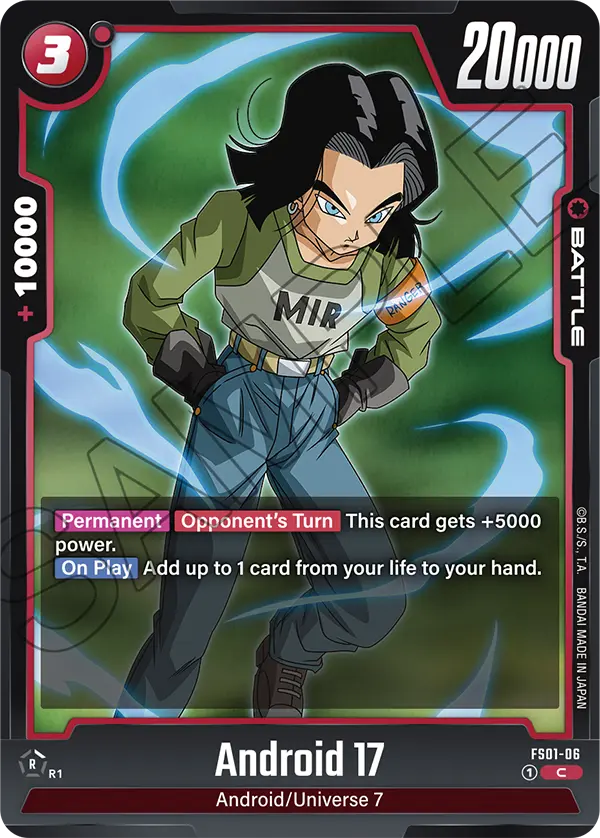 3
20000
+10000
BATTLE
MIR
RANGER
SAMPLE
Permanent Opponent's Turn This card gets +5000
power.
On Play Add up to 1 card from your life to your hand.
©B.S./S., T.A. BANDAI MADE IN JAPAN
R R1
Android 17
FS01-06
1 C
Android/Universe 7